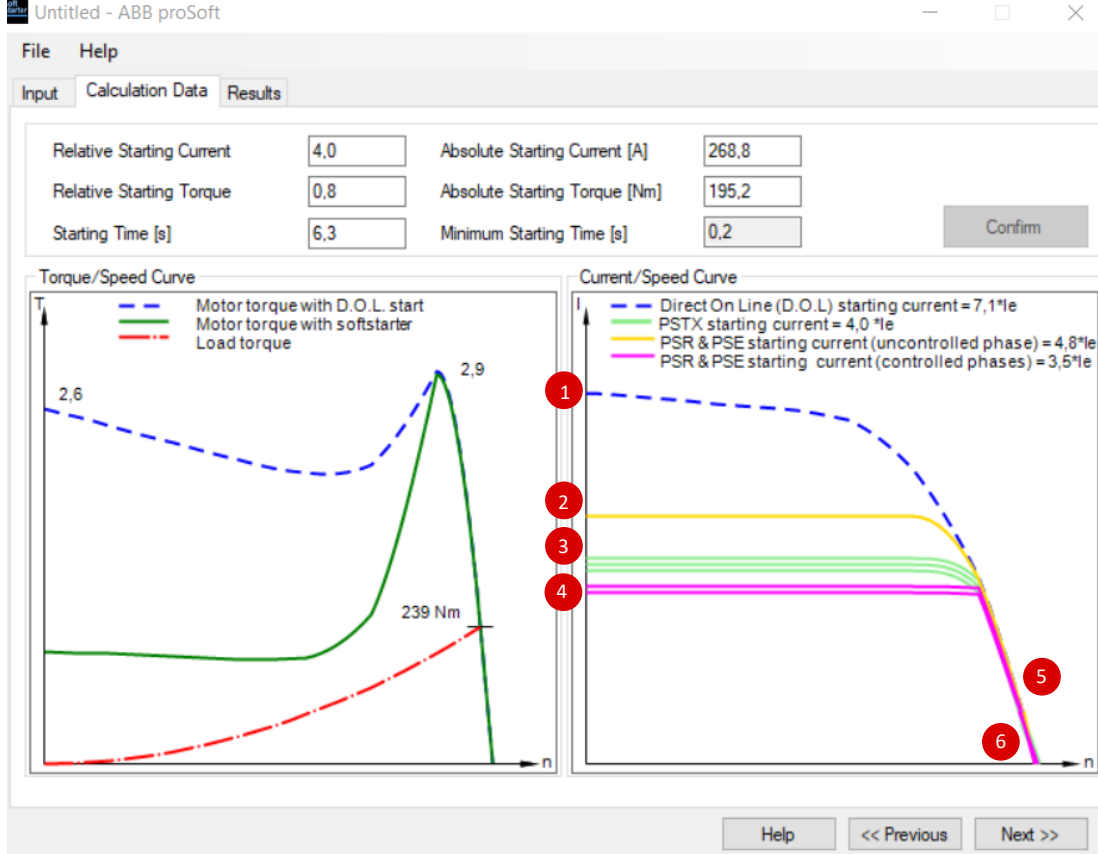 soft
starter
Untitled - ABB proSoft
File Help
Input Calculation Data Results
Relative Starting Current 4,0 Absolute Starting Current [A] 268,8
Relative Starting Torque 0,8 Absolute Starting Torque [Nm] 195,2
Starting Time [s] 6,3 Minimum Starting Time [s] 0,2
Confirm
Torque/Speed Curve
T
Motor torque with D.O.L. start
Motor torque with softstarter
Load torque
2,6
2,9
239 Nm
n
Current/Speed Curve
I
Direct On Line (D.O.L) starting current = 7,1*Ie
PSTX starting current = 4,0 *Ie
PSR & PSE starting current (uncontrolled phase) = 4,8*Ie
PSR & PSE starting current (controlled phases) = 3,5*Ie
1
2
3
4
5
6
n
Help << Previous Next >>